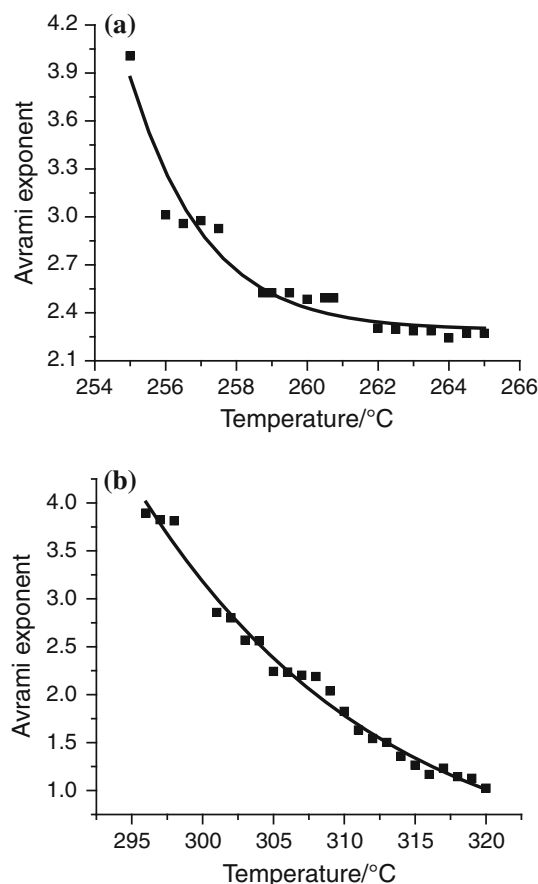 (a)
4.2
3.9
3.6
3.3
3.0
2.7
2.4
2.1
Avrami exponent
254 256 258 260 262 264 266
Temperature/°C
(b)
4.0
3.5
3.0
2.5
2.0
1.5
1.0
Avrami exponent
295 300 305 310 315 320
Temperature/°C